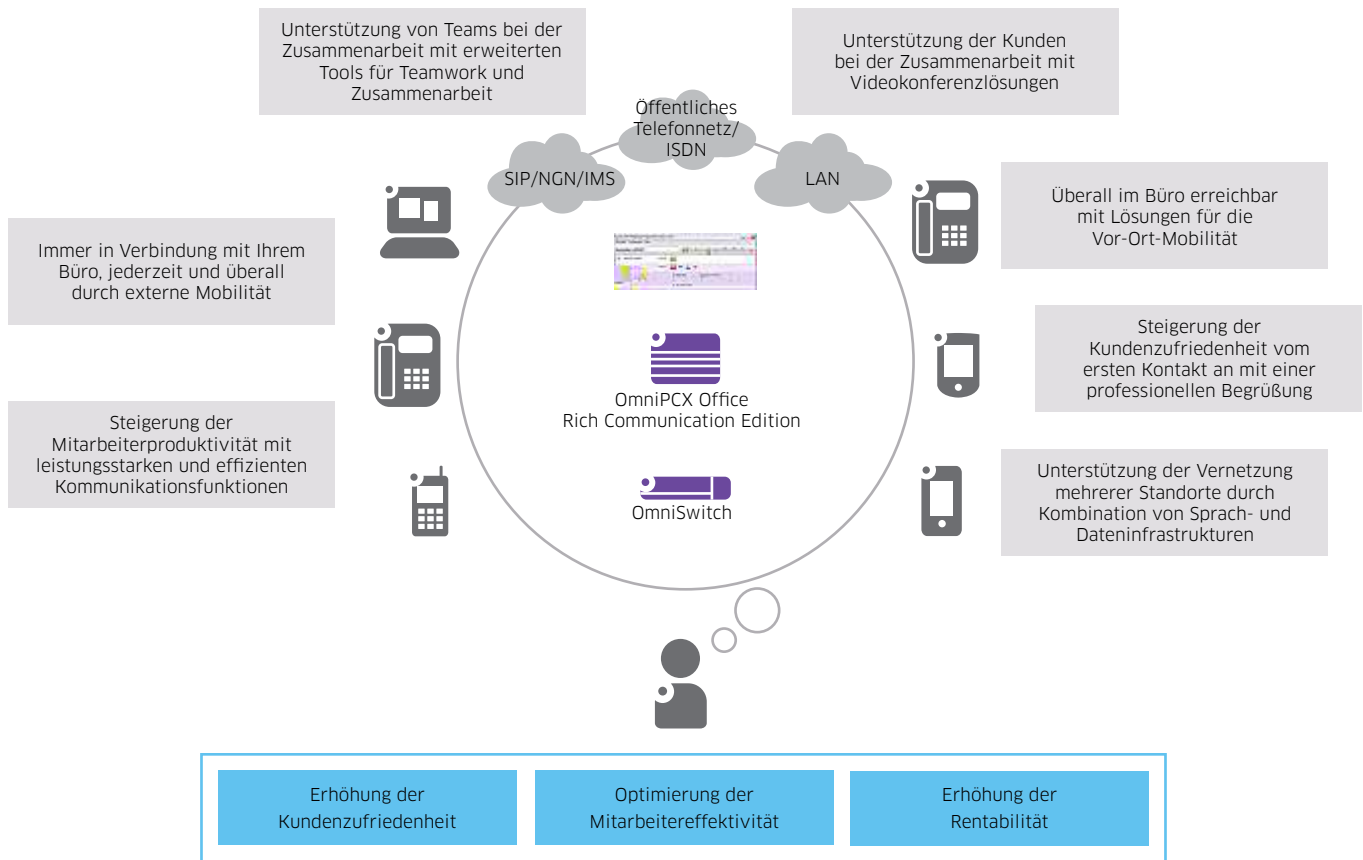 Unterstützung von Teams bei der
Zusammenarbeit mit erweiterten
Tools für Teamwork und
Zusammenarbeit
Unterstützung der Kunden
bei der Zusammenarbeit mit
Videokonferenzlösungen
Öffentliches
Telefonnetz/
ISDN
SIP/NGN/IMS
LAN
Immer in Verbindung mit Ihrem
Büro, jederzeit und überall
durch externe Mobilität
Überall im Büro erreichbar
mit Lösungen für die
Vor-Ort-Mobilität
Steigerung der
Kundenzufriedenheit vom
ersten Kontakt an mit einer
professionellen Begrüßung
OmniPCX Office
Rich Communication Edition
Steigerung der
Mitarbeiterproduktivität mit
leistungsstarken und effizienten
Kommunikationsfunktionen
Unterstützung der Vernetzung
mehrerer Standorte durch
Kombination von Sprach- und
Dateninfrastrukturen
OmniSwitch
Erhöhung der
Kundenzufriedenheit
Optimierung der
Mitarbeitereffektivität
Erhöhung der
Rentabilität